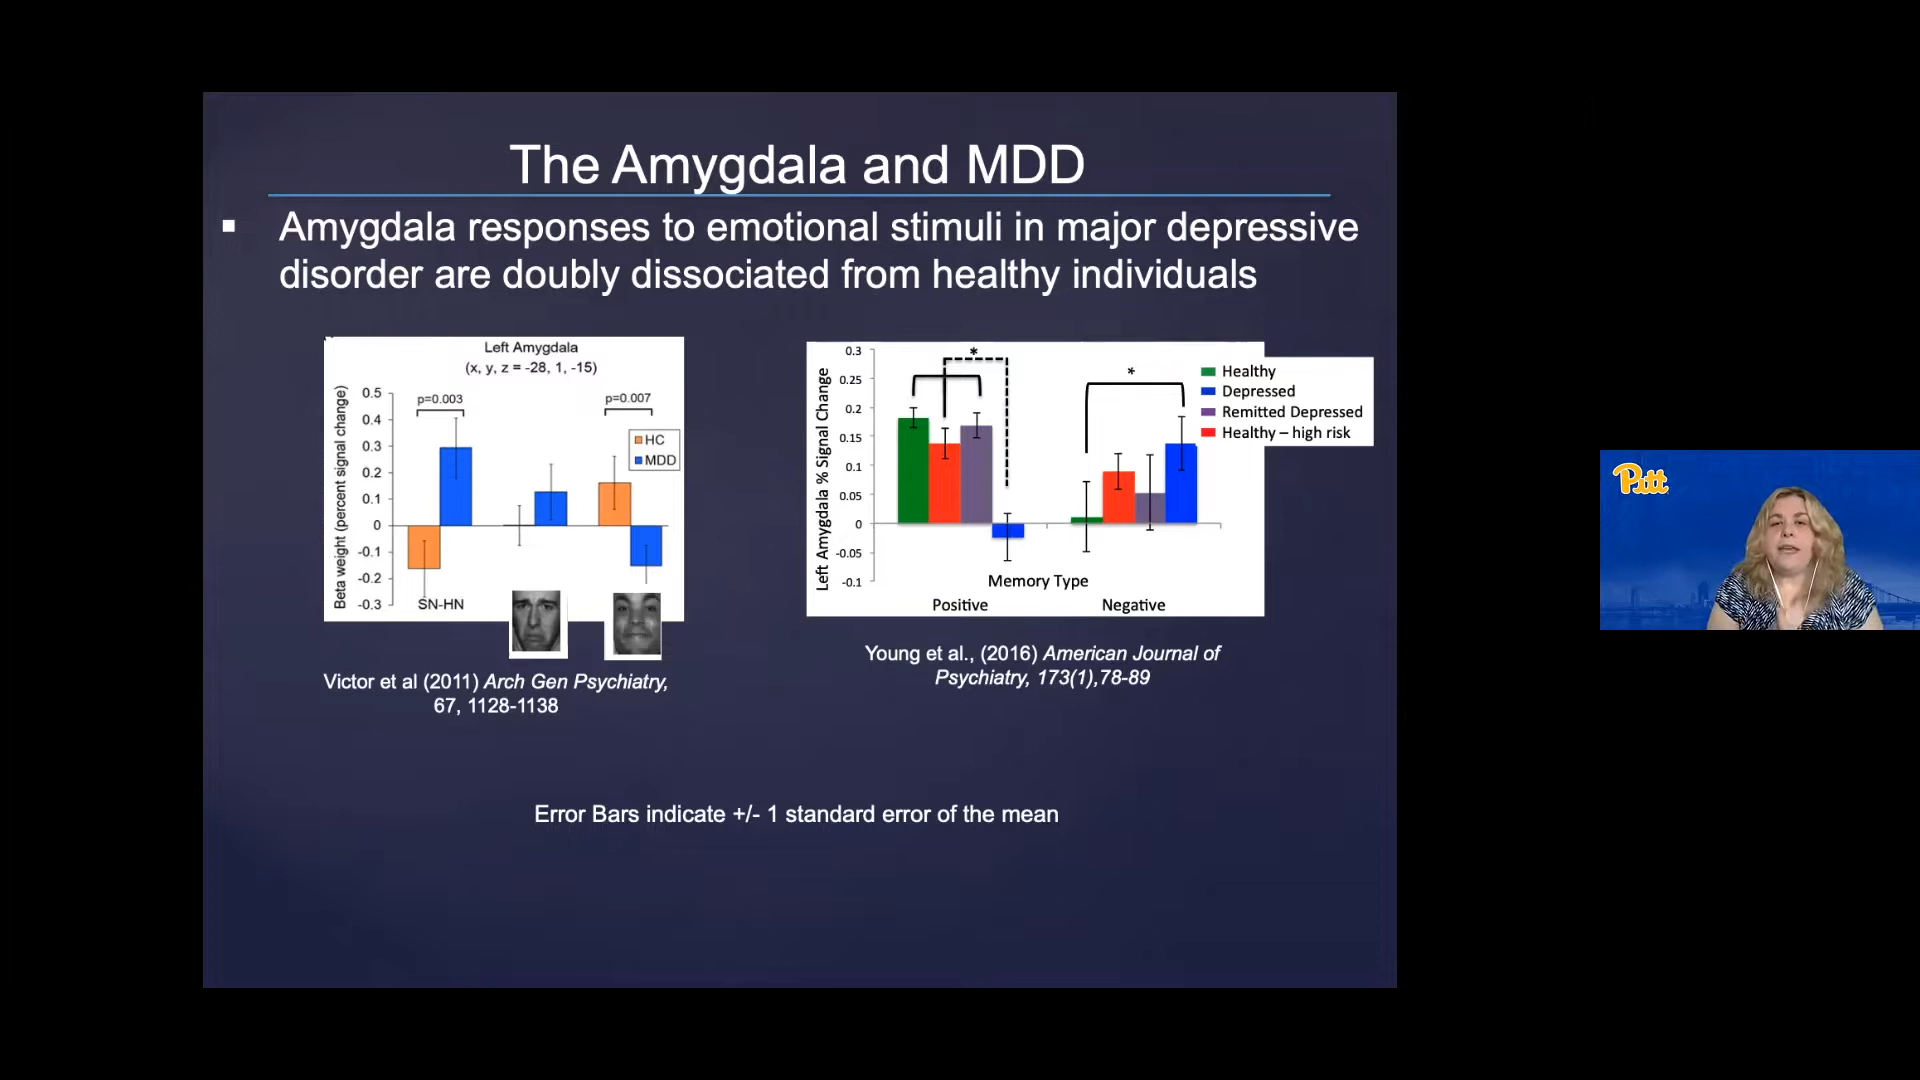 The Amygdala and MDD
▪ Amygdala responses to emotional stimuli in major depressive
disorder are doubly dissociated from healthy individuals
Left Amygdala
(x, y, z = -28, 1, -15)
Beta weight (percent signal change)
0.5
0.4
0.3
0.2
0.1
0
-0.1
-0.2
-0.3
p=0.003
p=0.007
HC
MDD
SN-HN
Victor et al (2011) Arch Gen Psychiatry,
67, 1128-1138
Left Amygdala % Signal Change
0.3
0.25
0.2
0.15
0.1
0.05
0
-0.05
-0.1
*
*
Healthy
Depressed
Remitted Depressed
Healthy – high risk
Memory Type
Positive Negative
Young et al., (2016) American Journal of
Psychiatry, 173(1),78-89
Error Bars indicate +/- 1 standard error of the mean
Pitt